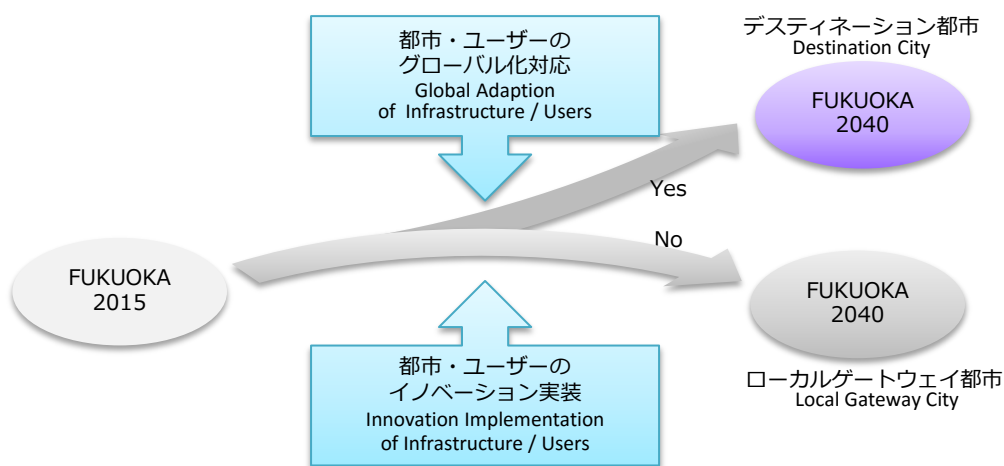 都市・ユーザーの
グローバル化対応
Global Adaption
of Infrastructure / Users
デスティネーション都市
Destination City
FUKUOKA
2040
Yes
No
FUKUOKA
2015
FUKUOKA
2040
都市・ユーザーの
イノベーション実装
Innovation Implementation
of Infrastructure / Users
ローカルゲートウェイ都市
Local Gateway City